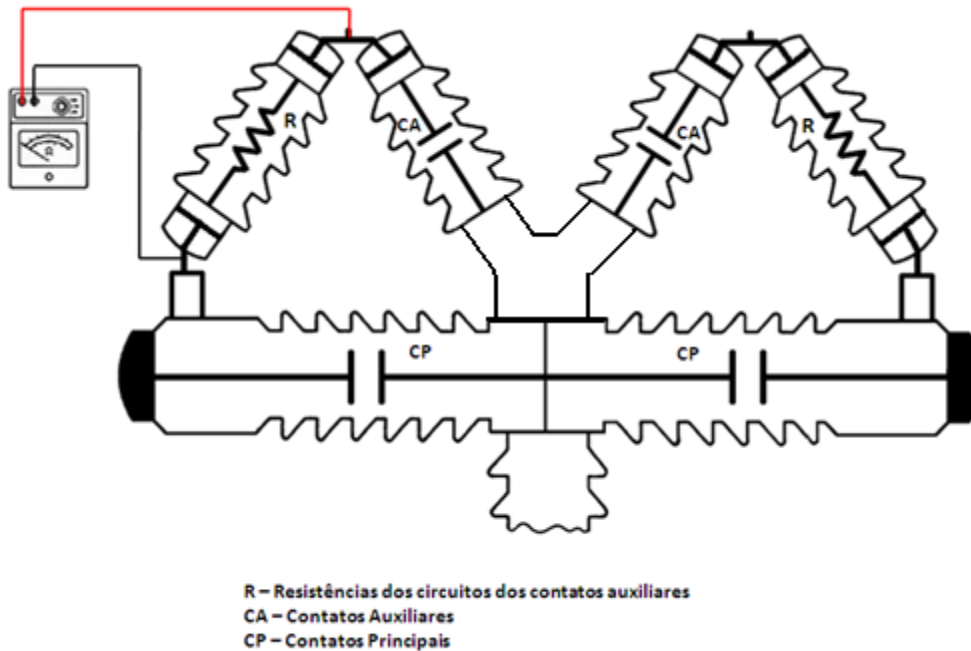 R
CA
CA
R
CP
CP
Ω
R – Resistências dos circuitos dos contatos auxiliares
CA – Contatos Auxiliares
CP – Contatos Principais